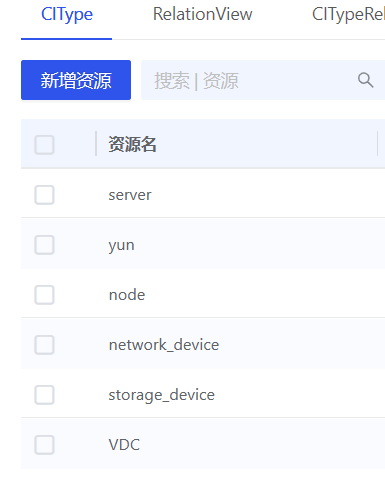 CIType RelationView CITypeRel
新增资源 搜索 | 资源
资源名
server
yun
node
network_device
storage_device
VDC